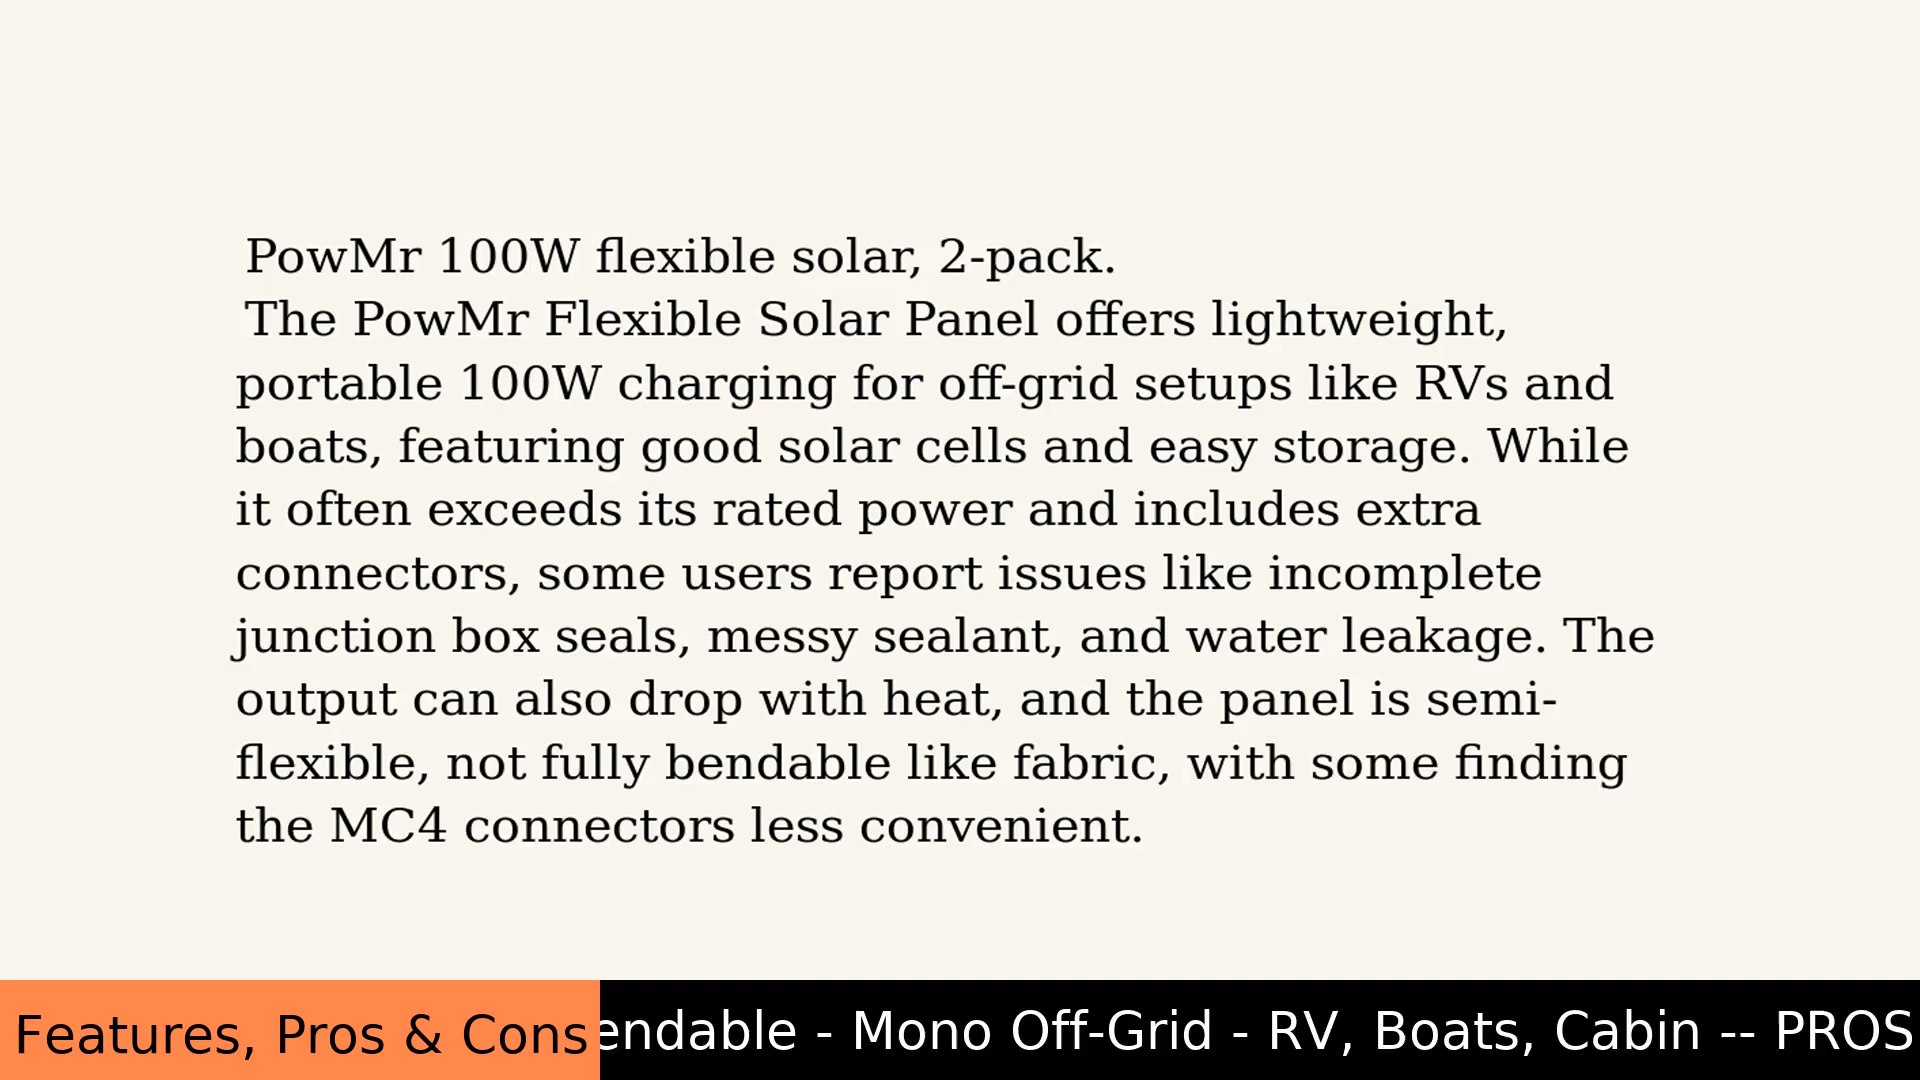 PowMr 100W flexible solar, 2-pack.
The PowMr Flexible Solar Panel offers lightweight,
portable 100W charging for off-grid setups like RVs and
boats, featuring good solar cells and easy storage. While
it often exceeds its rated power and includes extra
connectors, some users report issues like incomplete
junction box seals, messy sealant, and water leakage. The
output can also drop with heat, and the panel is semi-
flexible, not fully bendable like fabric, with some finding
the MC4 connectors less convenient.
Features, Pros & Cons
endable - Mono Off-Grid - RV, Boats, Cabin -- PROS